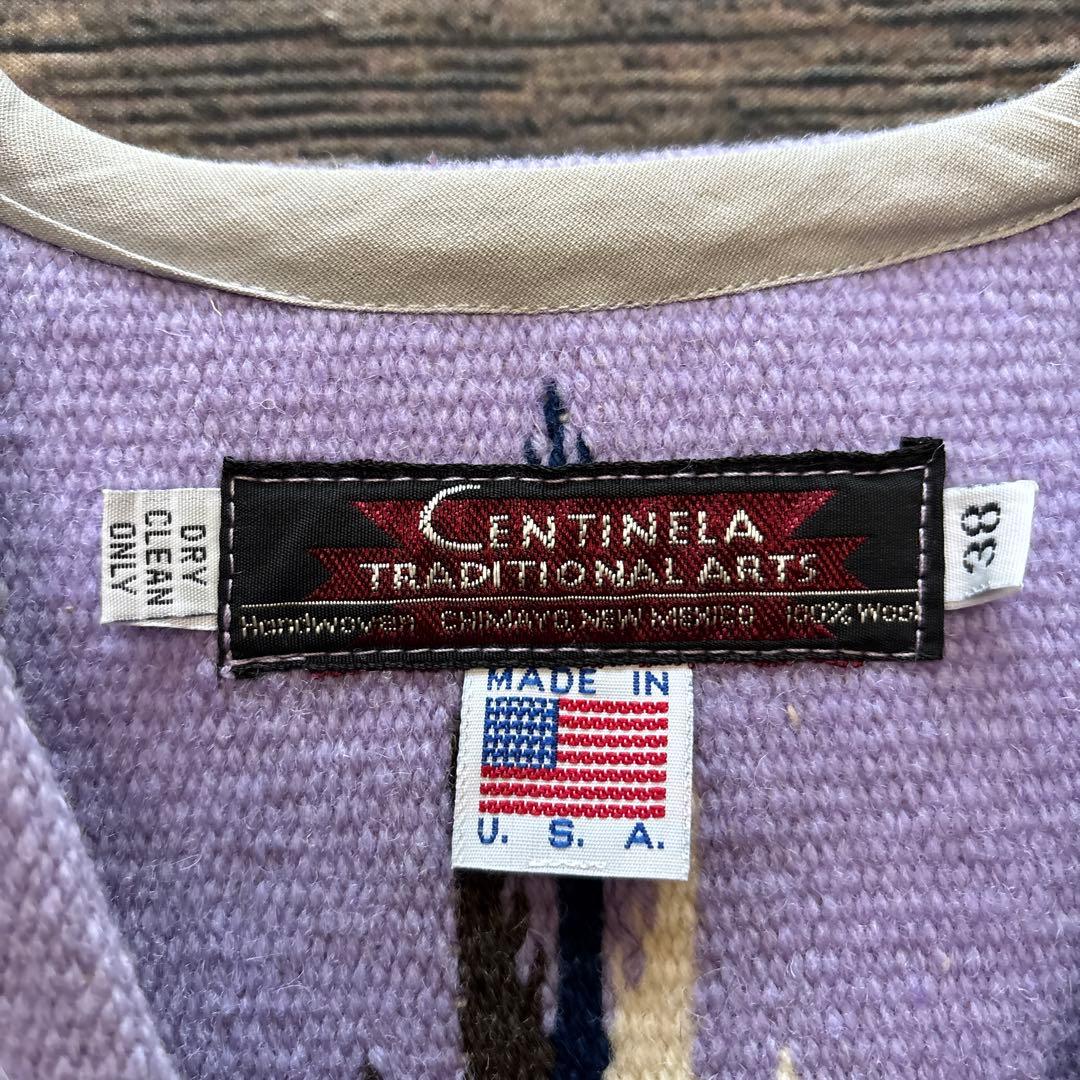 CENTINELA
TRADITIONAL ARTS
HandWoven CHIMAYO, NEW MEXICO 100% Wool
DRY
CLEAN
ONLY
38
MADE IN
U. S. A.